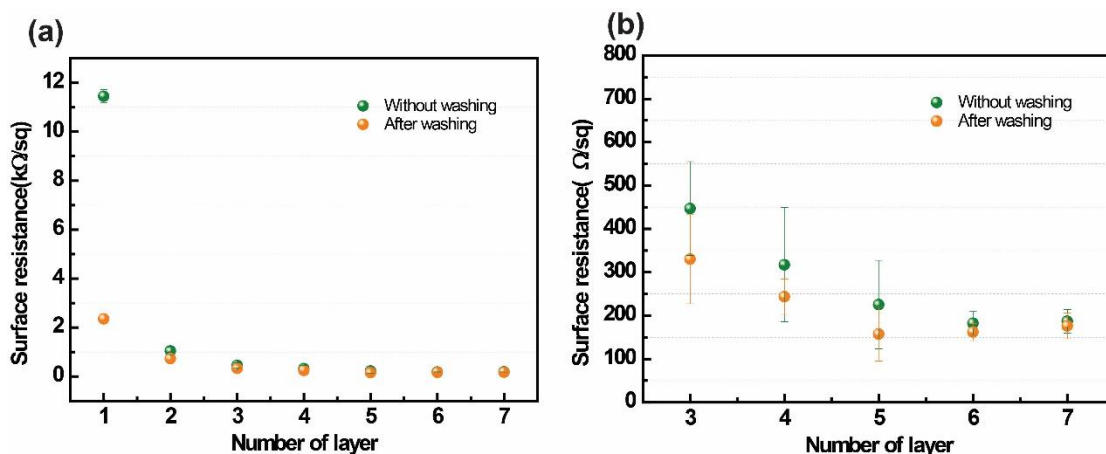 (a)
Surface resistance(kΩ/sq)
12
10
8
6
4
2
0
Without washing
After washing
1 2 3 4 5 6 7
Number of layer
(b)
Surface resistance( Ω/sq)
800
700
600
500
400
300
200
100
0
Without washing
After washing
3 4 5 6 7
Number of layer